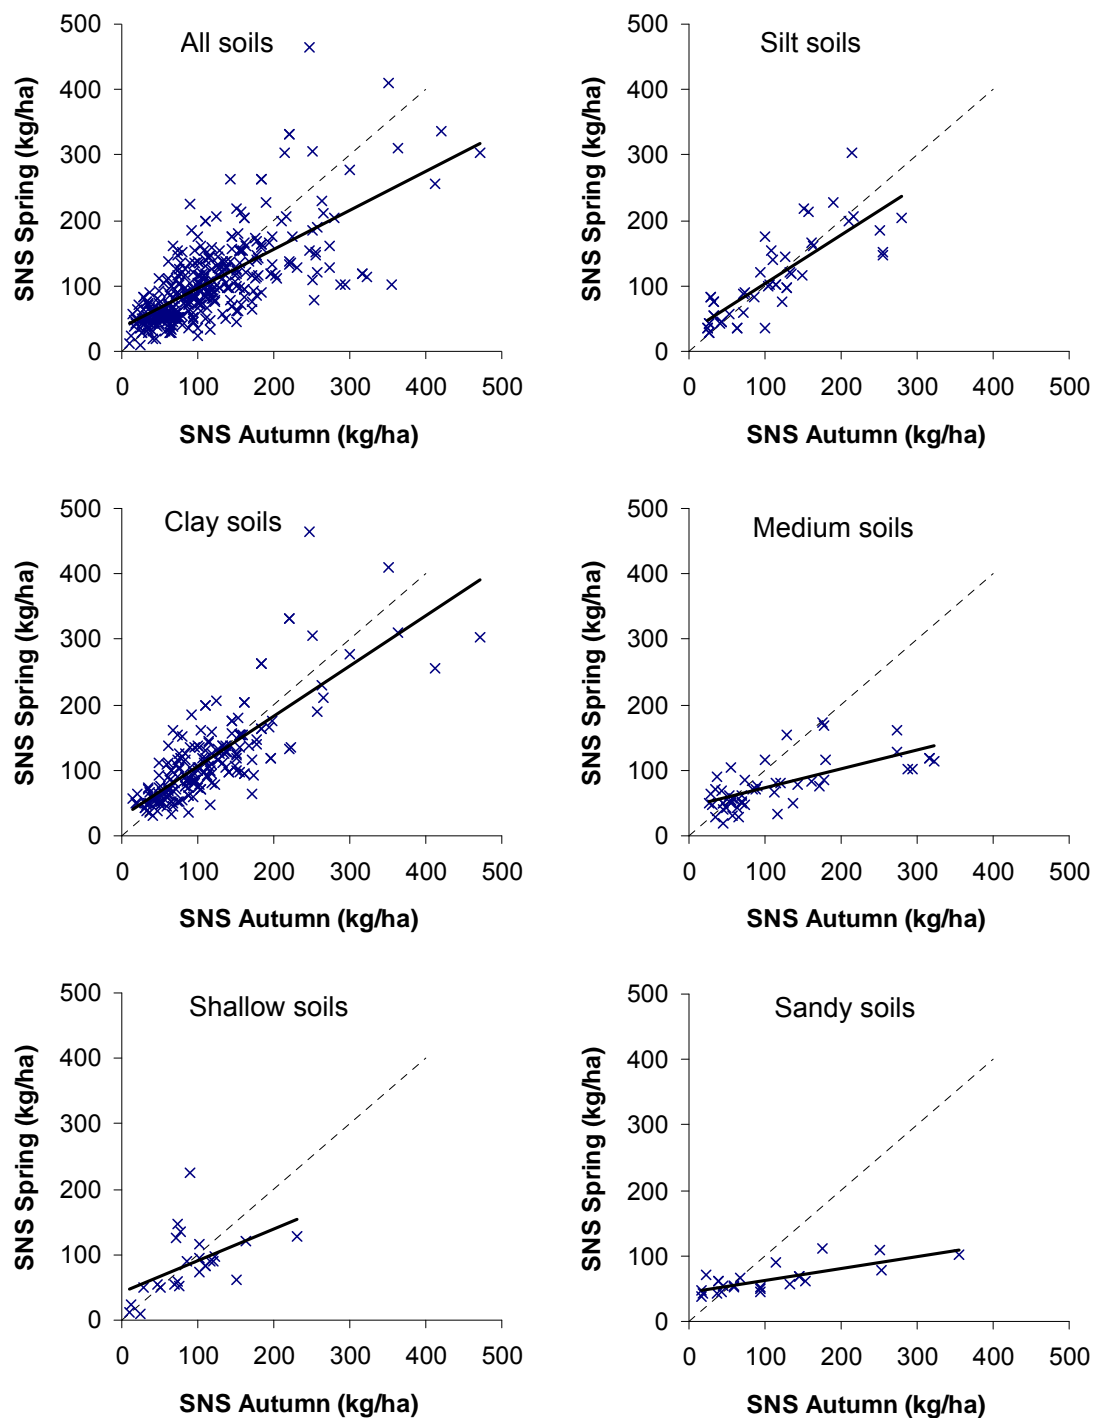 All soils
SNS Spring (kg/ha)
500
400
300
200
100
0
0 100 200 300 400 500
SNS Autumn (kg/ha)
Silt soils
SNS Spring (kg/ha)
500
400
300
200
100
0
0 100 200 300 400 500
SNS Autumn (kg/ha)
Clay soils
SNS Spring (kg/ha)
500
400
300
200
100
0
0 100 200 300 400 500
SNS Autumn (kg/ha)
Medium soils
SNS Spring (kg/ha)
500
400
300
200
100
0
0 100 200 300 400 500
SNS Autumn (kg/ha)
Shallow soils
SNS Spring (kg/ha)
500
400
300
200
100
0
0 100 200 300 400 500
SNS Autumn (kg/ha)
Sandy soils
SNS Spring (kg/ha)
500
400
300
200
100
0
0 100 200 300 400 500
SNS Autumn (kg/ha)